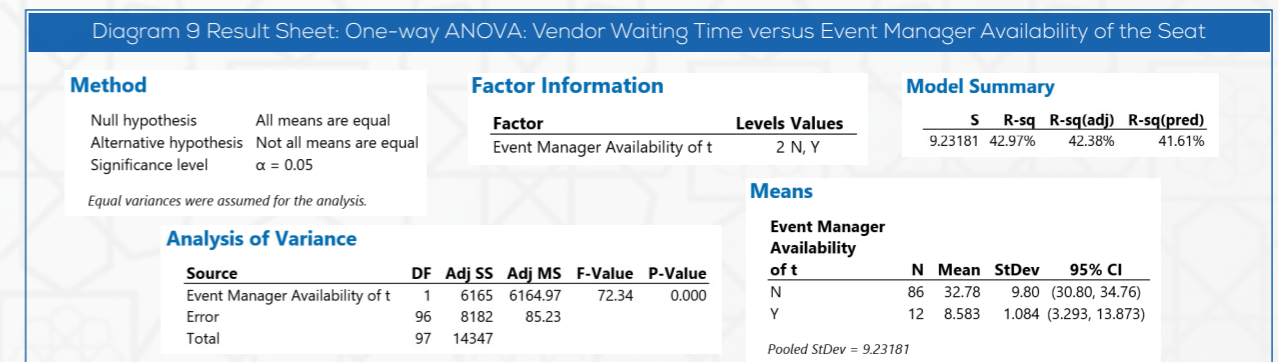 Diagram 9 Result Sheet: One-way ANOVA: Vendor Waiting Time versus Event Manager Availability of the Seat
Method
Null hypothesis All means are equal
Alternative hypothesis Not all means are equal
Significance level α = 0.05
Equal variances were assumed for the analysis.
Factor Information
Factor Levels Values
Event Manager Availability of t 2 N, Y
Model Summary
S R-sq R-sq(adj) R-sq(pred)
9.23181 42.97% 42.38% 41.61%
Analysis of Variance
Source DF Adj SS Adj MS F-Value P-Value
Event Manager Availability of t 1 6165 6164.97 72.34 0.000
Error 96 8182 85.23
Total 97 14347
Means
Event Manager
Availability
of t N Mean StDev 95% CI
N 86 32.78 9.80 (30.80, 34.76)
Y 12 8.583 1.084 (3.293, 13.873)
Pooled StDev = 9.23181